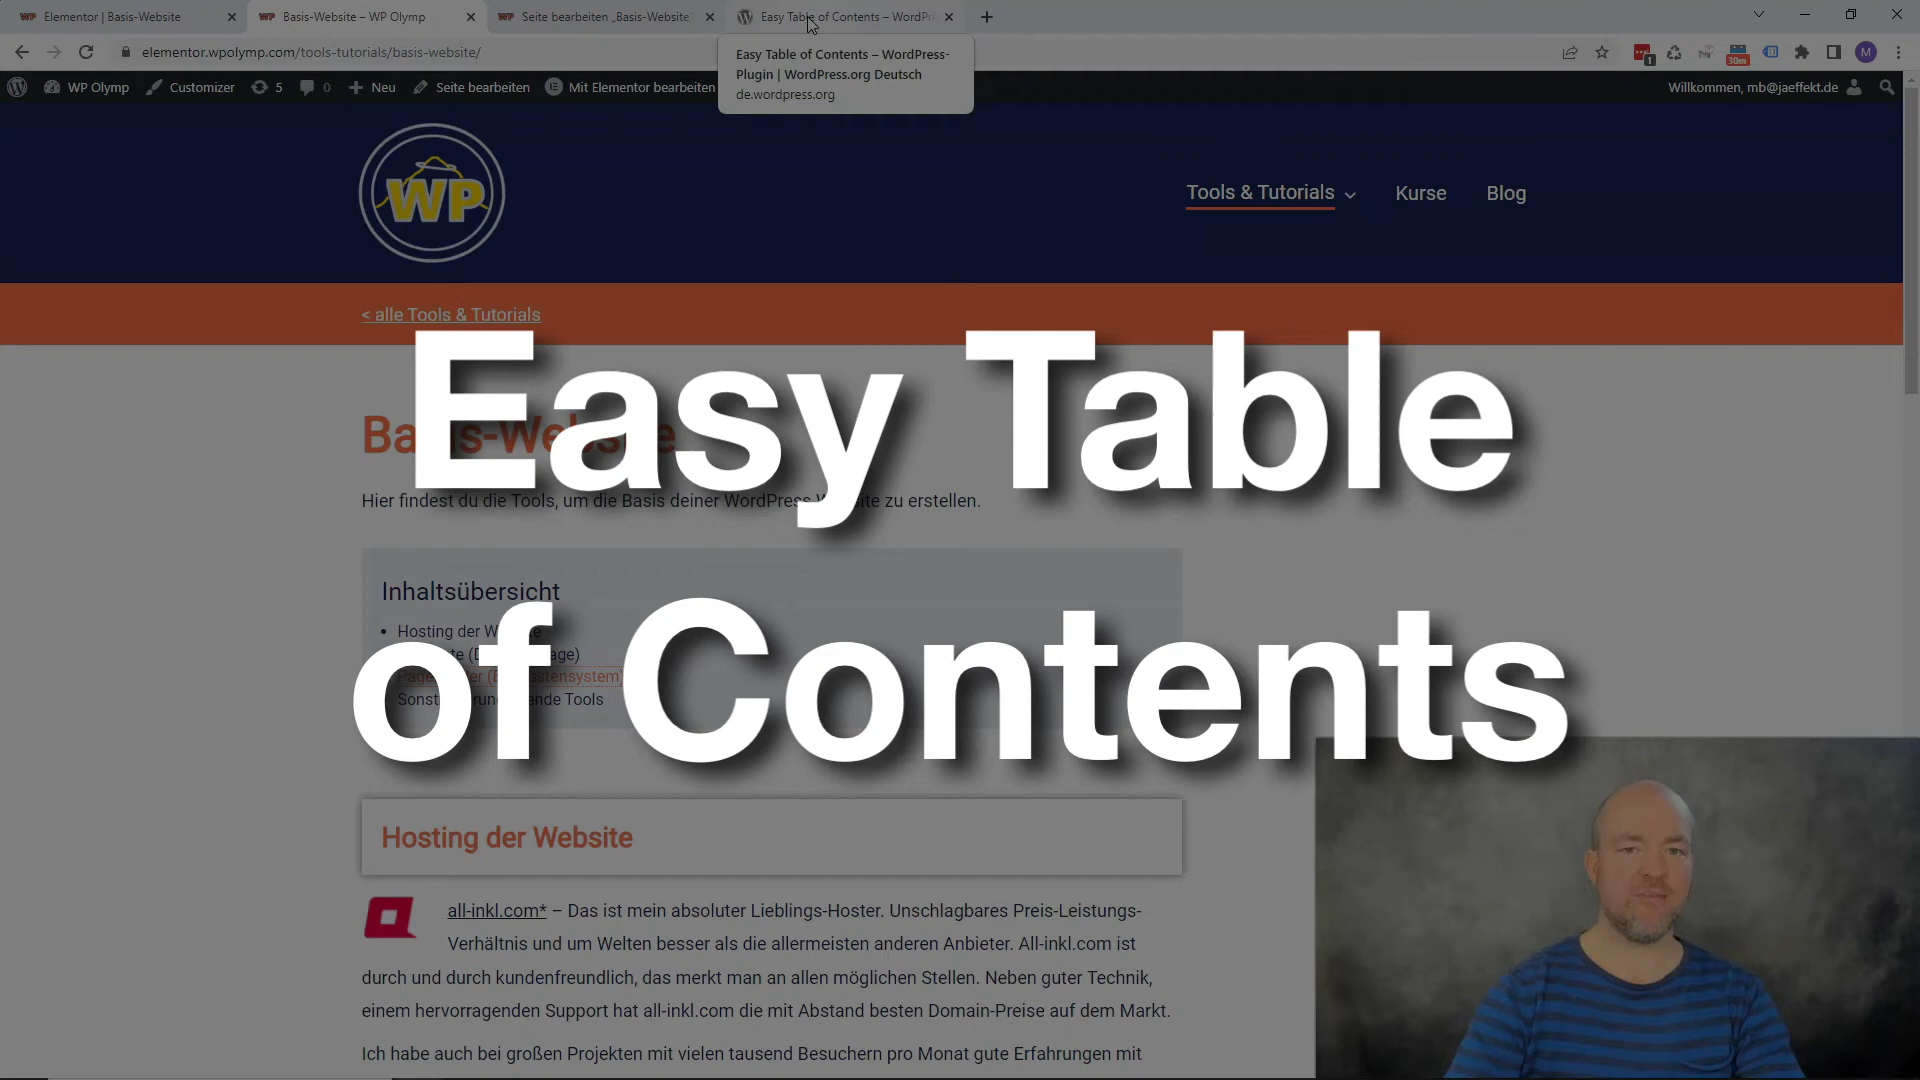 Elementor | Basis-Website
Basis-Website – WP Olymp
Seite bearbeiten „Basis-Website"
Easy Table of Contents – WordPr
elementor.wpolymp.com/tools-tutorials/basis-website/
Easy Table of Contents – WordPress-
Plugin | WordPress.org Deutsch
de.wordpress.org
1
30m
M
WP Olymp
Customizer
5
0
Neu
Seite bearbeiten
Mit Elementor bearbeiten
Willkommen, mb@jaeffekt.de
WP
Tools & Tutorials
Kurse
Blog
< alle Tools & Tutorials
Easy Table
of Contents
Hier findest du die Tools, um die Basis deiner WordPress Website zu erstellen.
Inhaltsübersicht
Hosting der
Hosting der Website
all-inkl.com* – Das ist mein absoluter Lieblings-Hoster. Unschlagbares Preis-Leistungs-
Verhältnis und um Welten besser als die allermeisten anderen Anbieter. All-inkl.com ist
durch und durch kundenfreundlich, das merkt man an allen möglichen Stellen. Neben guter Technik,
einem hervorragenden Support hat all-inkl.com die mit Abstand besten Domain-Preise auf dem Markt.
Ich habe auch bei großen Projekten mit vielen tausend Besuchern pro Monat gute Erfahrungen mit